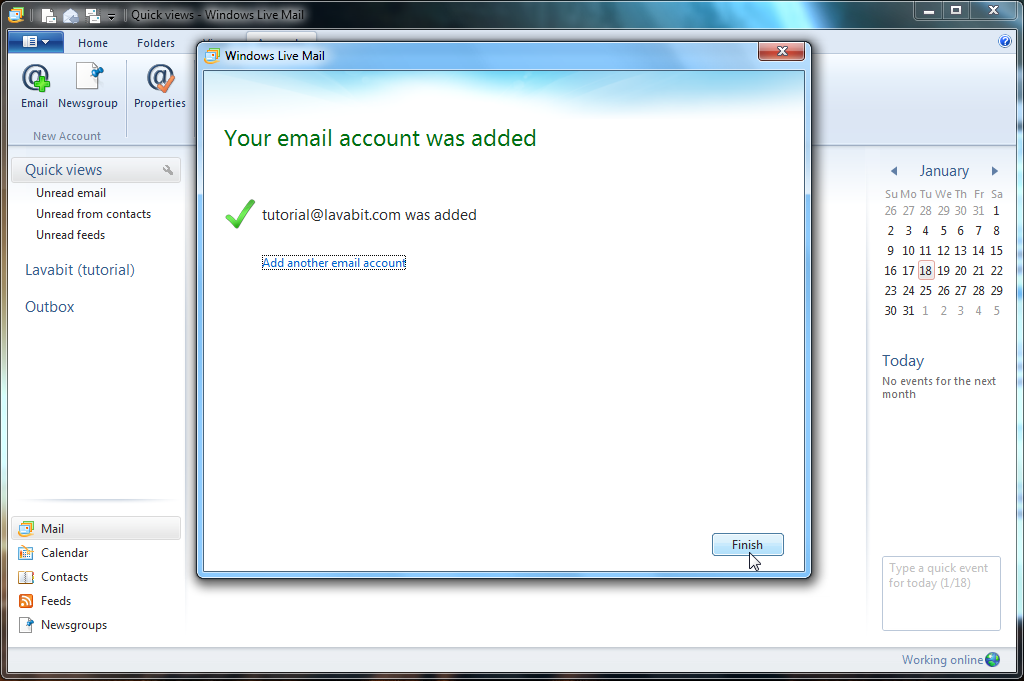 Quick views - Windows Live Mail
Home
Folders
Email
Newsgroup
Properties
New Account
Quick views
Unread email
Unread from contacts
Unread feeds
Lavabit (tutorial)
Outbox
Mail
Calendar
Contacts
Feeds
Newsgroups
Windows Live Mail
Your email account was added
tutorial@lavabit.com was added
Add another email account
Finish
January
Su Mo Tu We Th Fr Sa
26 27 28 29 30 31 1
2 3 4 5 6 7 8
9 10 11 12 13 14 15
16 17 18 19 20 21 22
23 24 25 26 27 28 29
30 31 1 2 3 4 5
Today
No events for the next
month
Type a quick event
for today (1/18)
Working online